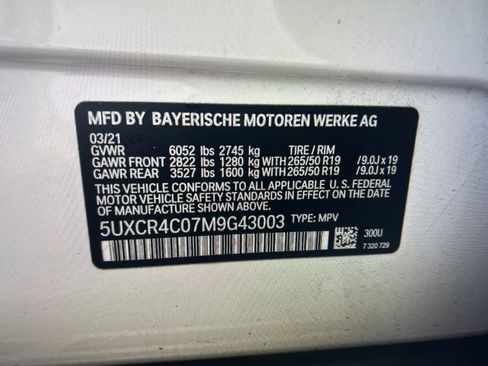 MFD BY BAYERISCHE MOTOREN WERKE AG
03/21
GVWR 6052 lbs 2745 kg TIRE / RIM
GAWR FRONT 2822 lbs 1280 kg WITH 265/50 R19 /9.0J x 19
GAWR REAR 3527 lbs 1600 kg WITH 265/50 R19 /9.0J x 19
THIS VEHICLE CONFORMS TO ALL APPLICABLE U. S. FEDERAL
MOTOR VEHICLE SAFETY STANDARDS IN EFFECT ON THE
DATE OF MANUFACTURE SHOWN ABOVE.
5UXCR4C07M9G43003 TYPE: MPV
300U
7 320 729